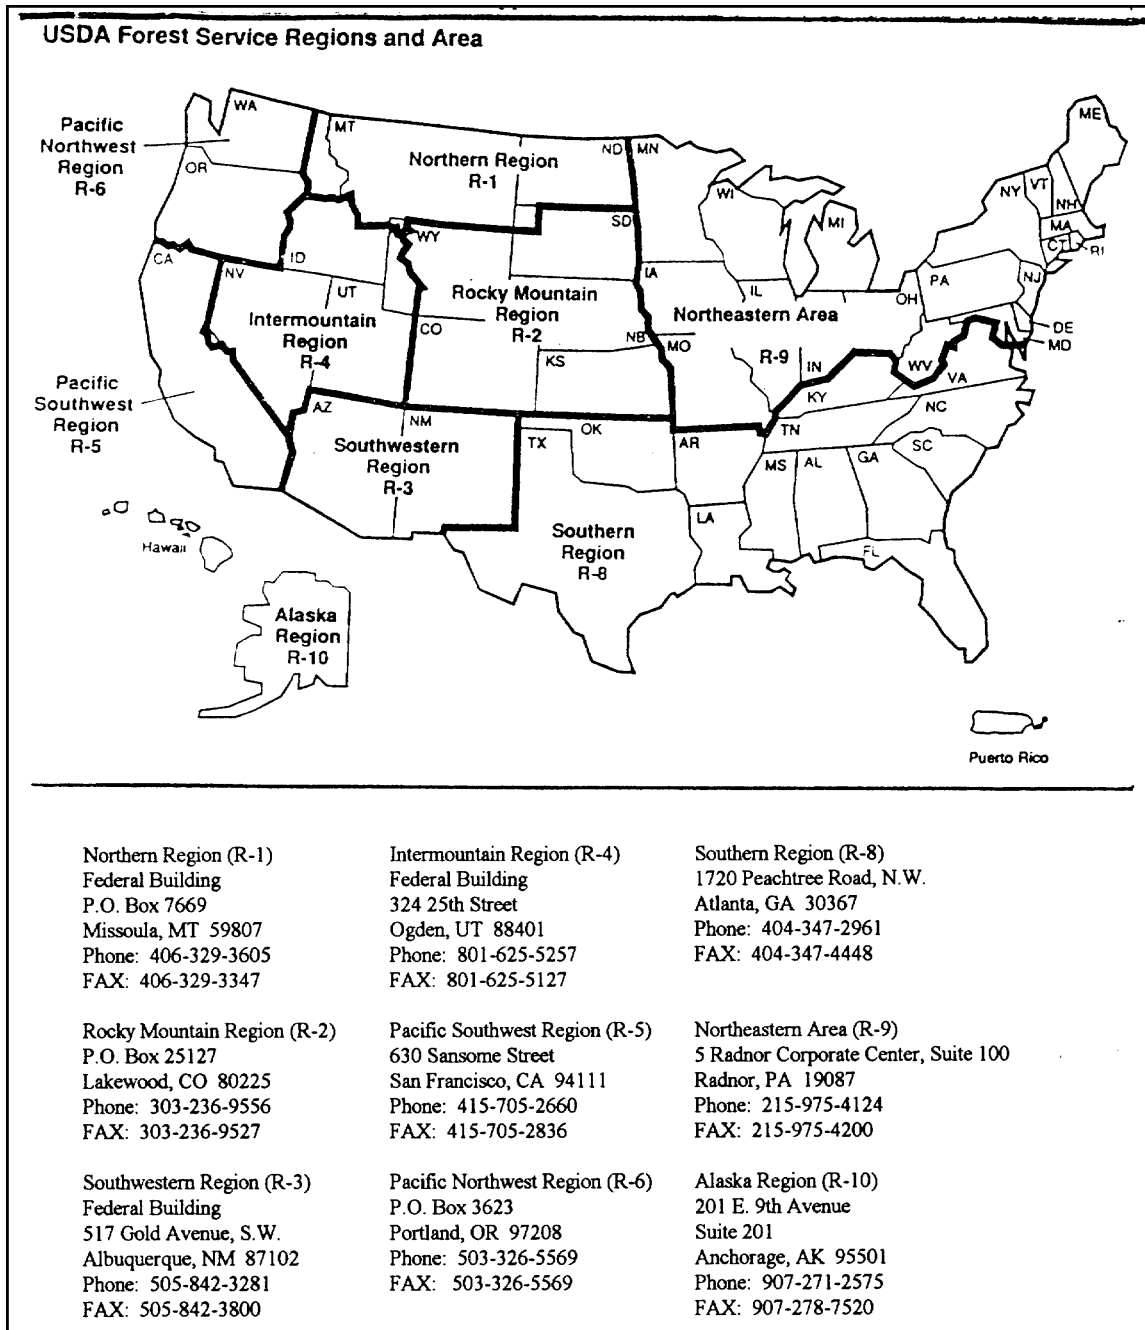 USDA Forest Service Regions and Area
WA
Pacific
Northwest
Region
R-6
OR
MT
Northern Region
R-1
ND
MN
SD
WI
MI
ME
NY
VT
NH
MA
CT
RI
CA
NV
ID
UT
WY
Rocky Mountain
Region
R-2
CO
KS
NB
IA
IL
Northeastern Area
R-9
MO
IN
OH
PA
NJ
DE
MD
WV
VA
KY
Intermountain
Region
R-4
Pacific
Southwest
Region
R-5
AZ
NM
Southwestern
Region
R-3
TX
OK
AR
TN
NC
SC
MS
AL
GA
LA
FL
Southern
Region
R-8
Hawaii
Alaska
Region
R-10
Puerto Rico
Northern Region (R-1)
Federal Building
P.O. Box 7669
Missoula, MT 59807
Phone: 406-329-3605
FAX: 406-329-3347
Intermountain Region (R-4)
Federal Building
324 25th Street
Ogden, UT 88401
Phone: 801-625-5257
FAX: 801-625-5127
Southern Region (R-8)
1720 Peachtree Road, N.W.
Atlanta, GA 30367
Phone: 404-347-2961
FAX: 404-347-4448
Rocky Mountain Region (R-2)
P.O. Box 25127
Lakewood, CO 80225
Phone: 303-236-9556
FAX: 303-236-9527
Pacific Southwest Region (R-5)
630 Sansome Street
San Francisco, CA 94111
Phone: 415-705-2660
FAX: 415-705-2836
Northeastern Area (R-9)
5 Radnor Corporate Center, Suite 100
Radnor, PA 19087
Phone: 215-975-4124
FAX: 215-975-4200
Southwestern Region (R-3)
Federal Building
517 Gold Avenue, S.W.
Albuquerque, NM 87102
Phone: 505-842-3281
FAX: 505-842-3800
Pacific Northwest Region (R-6)
P.O. Box 3623
Portland, OR 97208
Phone: 503-326-5569
FAX: 503-326-5569
Alaska Region (R-10)
201 E. 9th Avenue
Suite 201
Anchorage, AK 95501
Phone: 907-271-2575
FAX: 907-278-7520